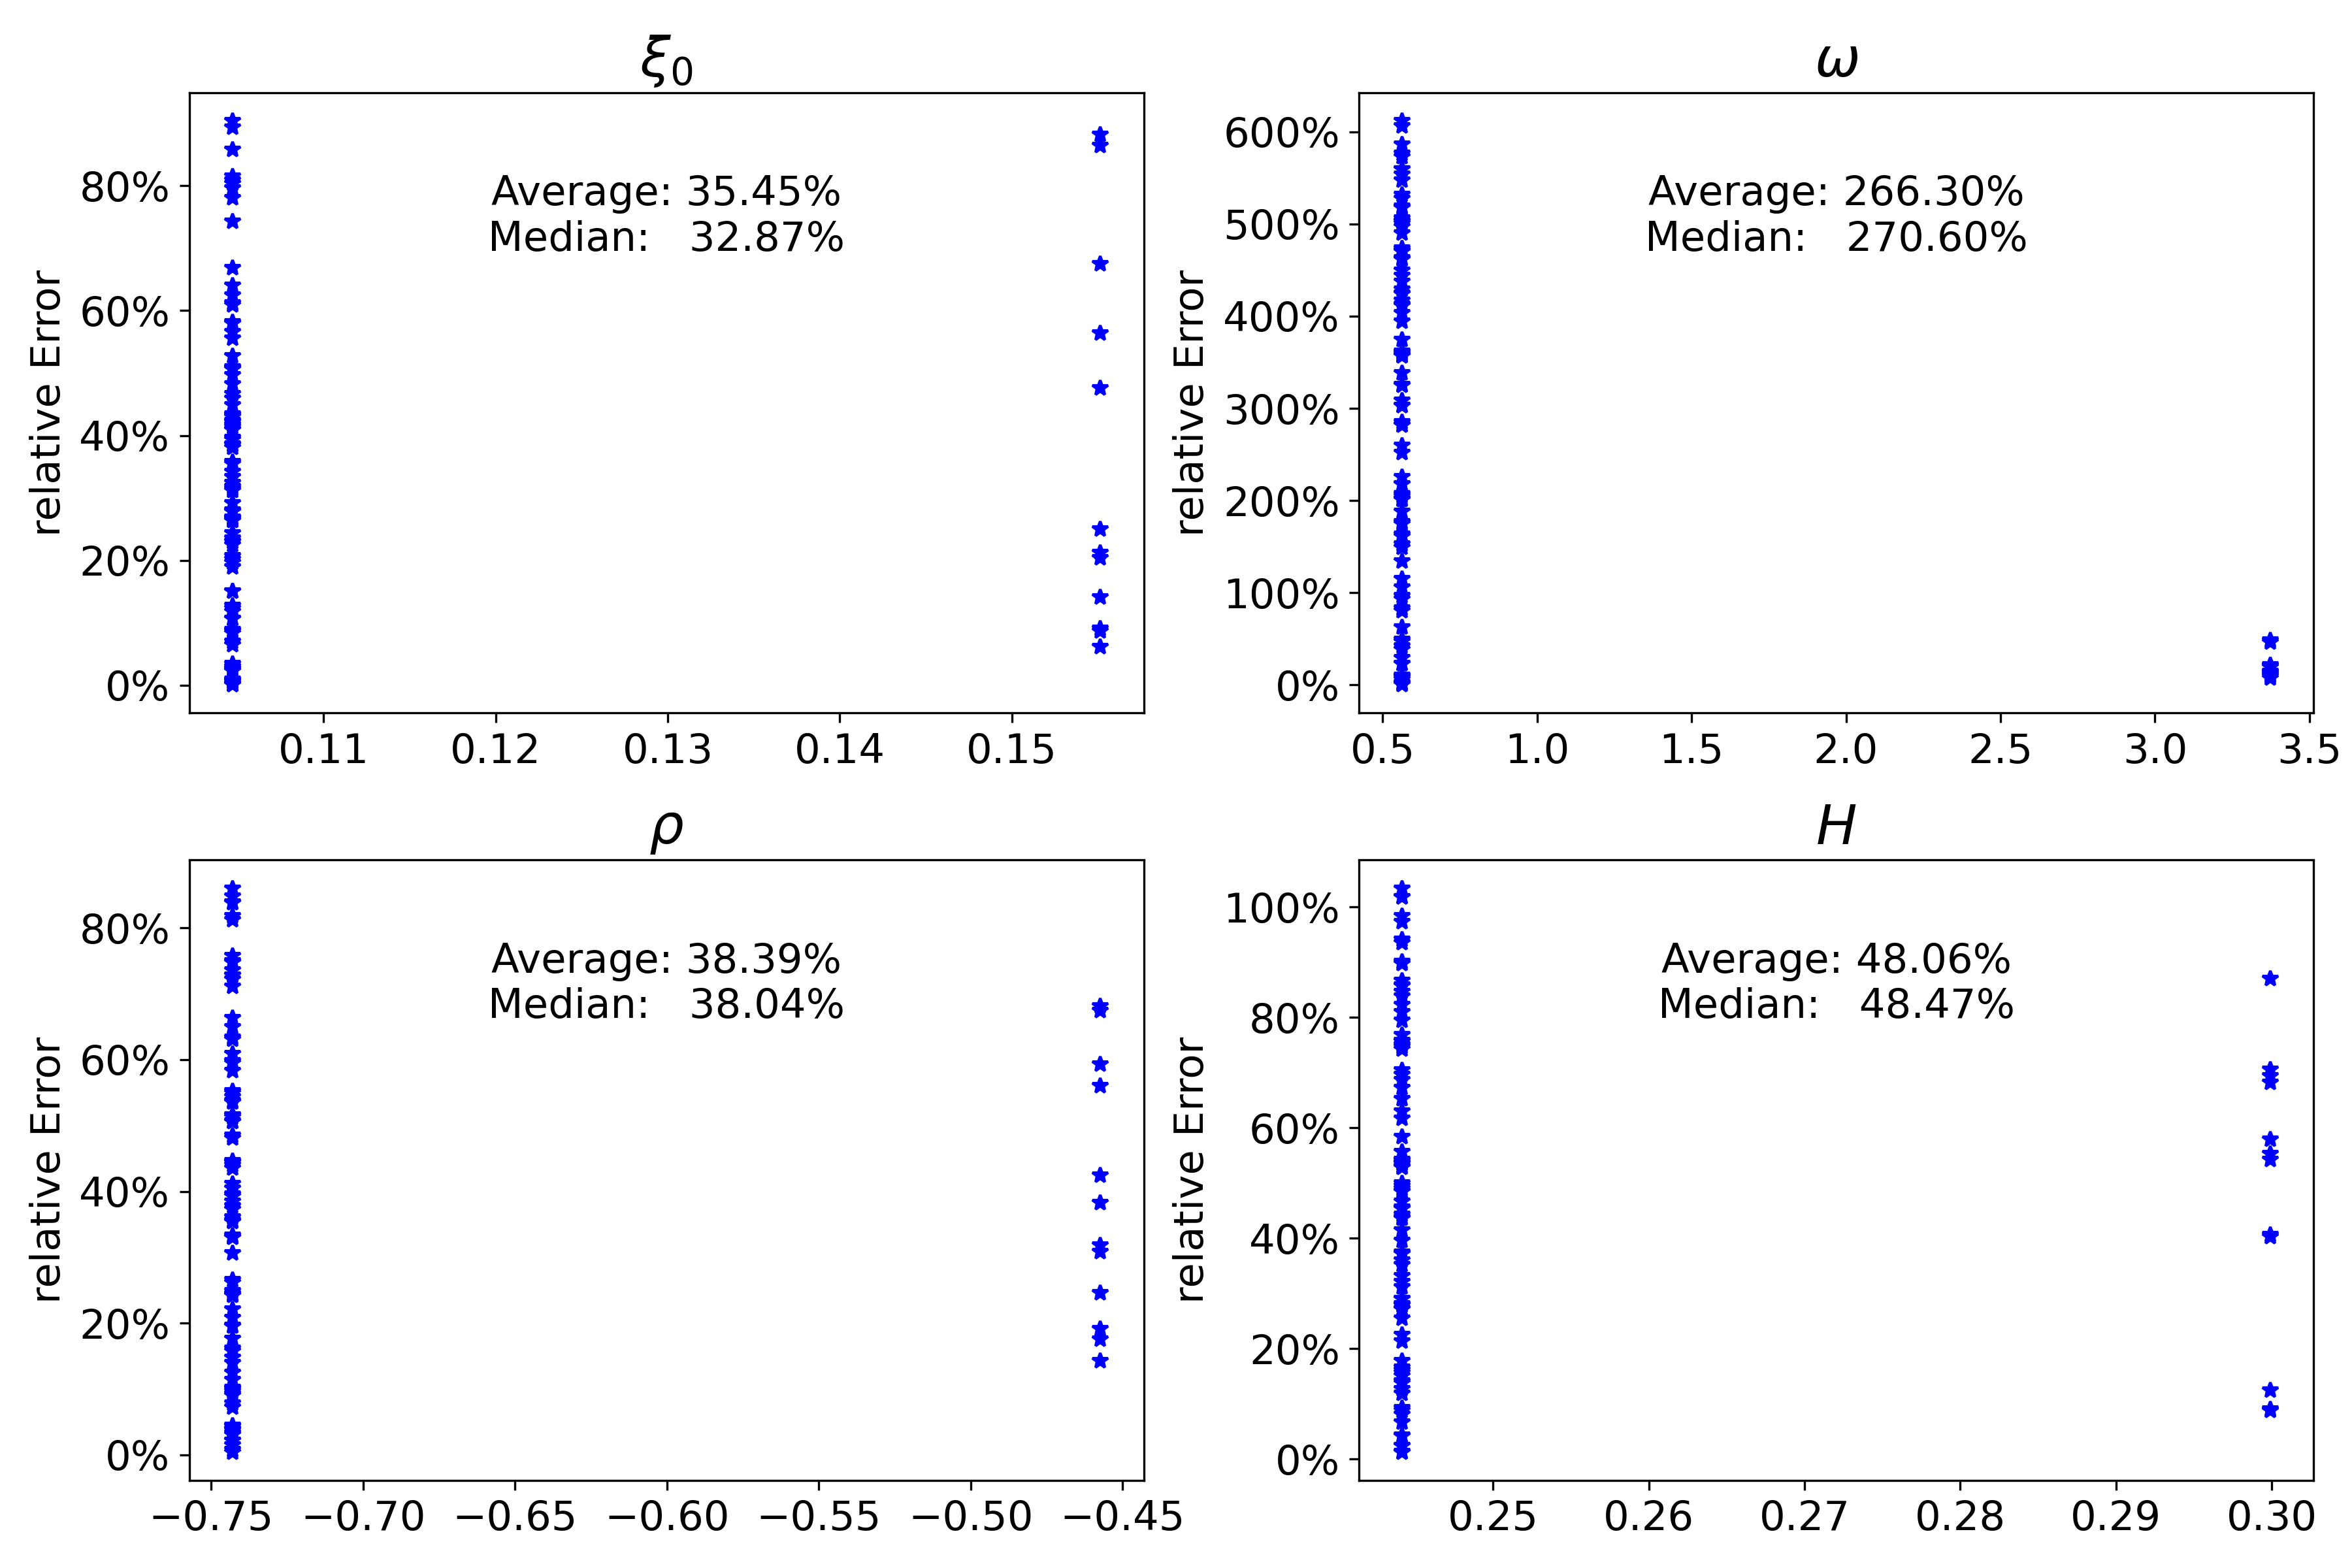 ξ0
relative Error
80%
60%
40%
20%
0%
Average: 35.45%
Median: 32.87%
0.11 0.12 0.13 0.14 0.15
ω
relative Error
600%
500%
400%
300%
200%
100%
0%
Average: 266.30%
Median: 270.60%
0.5 1.0 1.5 2.0 2.5 3.0 3.5
ρ
relative Error
80%
60%
40%
20%
0%
Average: 38.39%
Median: 38.04%
−0.75 −0.70 −0.65 −0.60 −0.55 −0.50 −0.45
H
relative Error
100%
80%
60%
40%
20%
0%
Average: 48.06%
Median: 48.47%
0.25 0.26 0.27 0.28 0.29 0.30